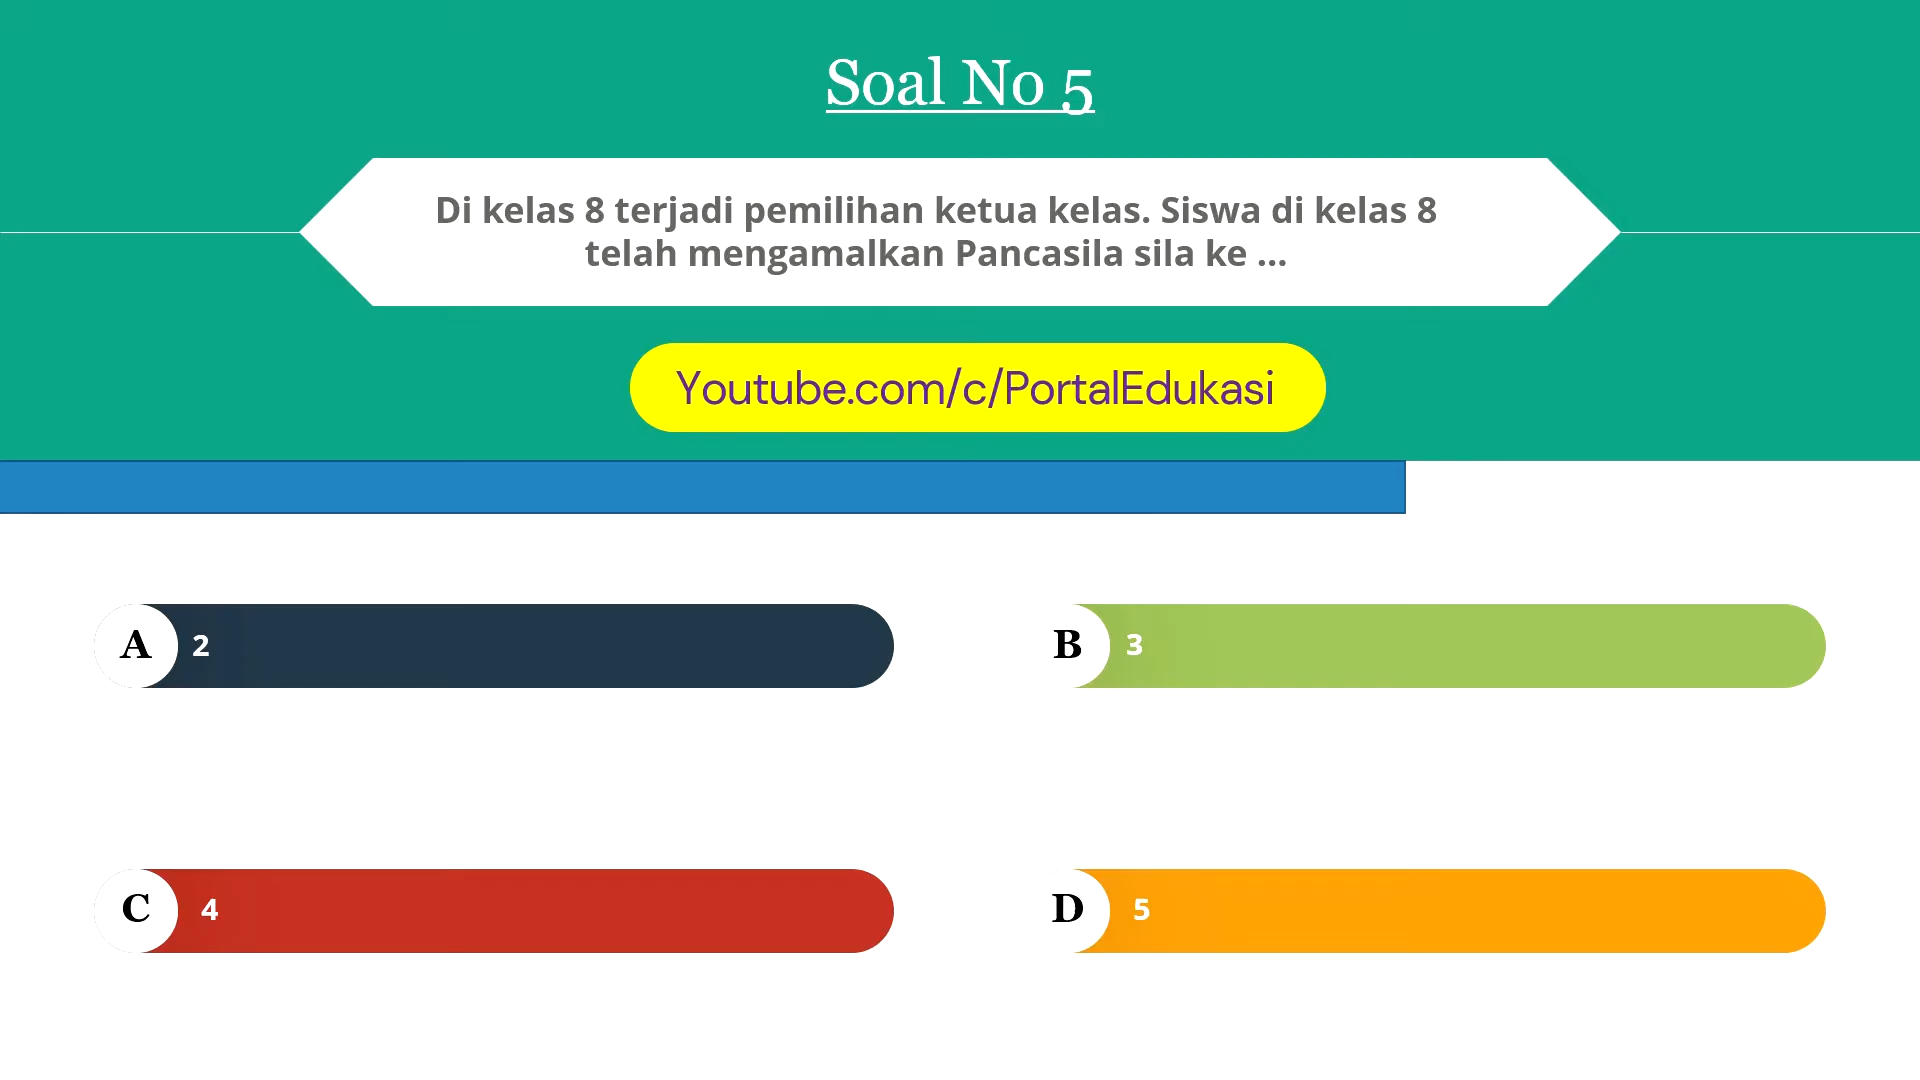 Soal No 5
Di kelas 8 terjadi pemilihan ketua kelas. Siswa di kelas 8
telah mengamalkan Pancasila sila ke ...
Youtube.com/c/PortalEdukasi
A 2
B 3
C 4
D 5